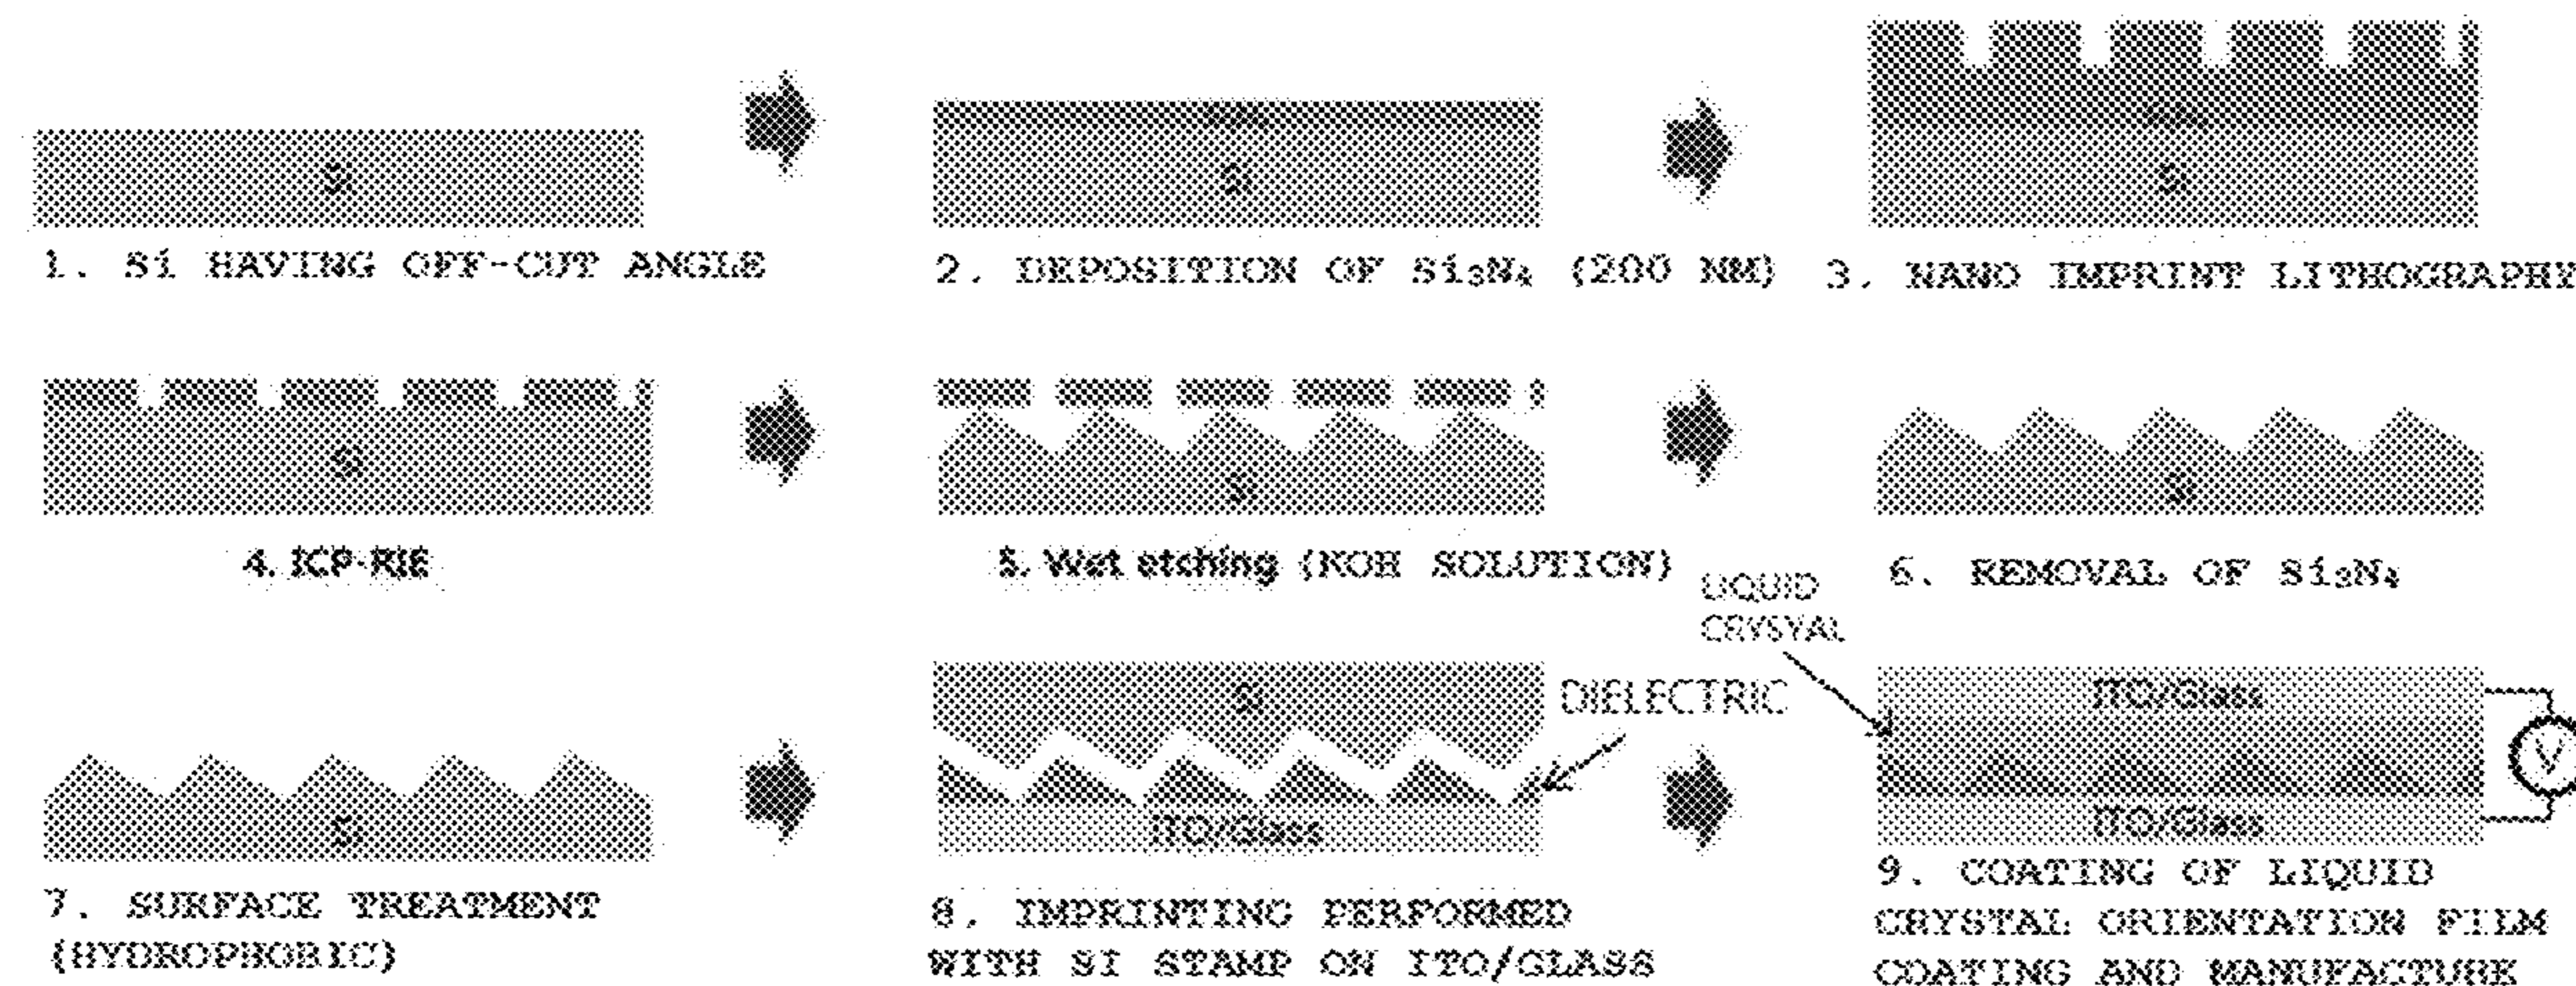 Si
1. Si HAVING OFF-CUT ANGLE
Si
2. DEPOSITION OF Si₃N₄ (200 NM)
Si
3. NANO IMPRINT LITHOGRAPHY
Si
4. ICP-RIE
Si
5. Wet etching (KOH SOLUTION)
Si
6. REMOVAL OF Si₃N₄
Si
7. SURFACE TREATMENT
(HYDROPHOBIC)
Si
DIELECTRIC
ITO/Glass
8. IMPRINTING PERFORMED
WITH SI STAMP ON ITO/GLASS
LIQUID
CRYSYAL
ITO/Glass
V
ITO/Glass
9. COATING OF LIQUID
CRYSTAL ORIENTATION FILM
COATING AND MANUFACTURE